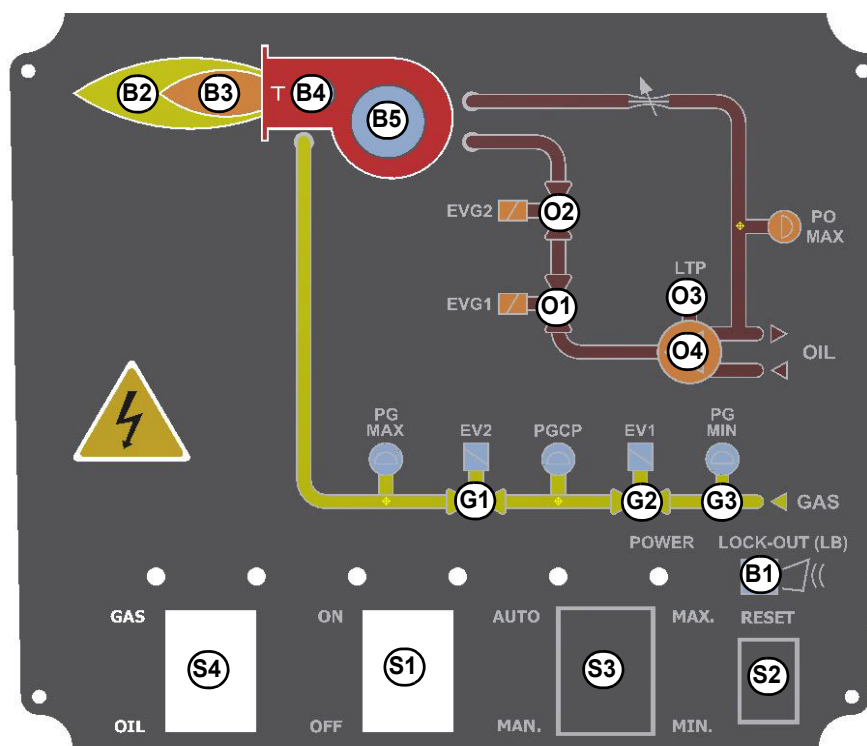 B2 B3 T B4
B5
PO
MAX
EVG2 O2
LTP
O3
EVG1 O1
O4 OIL
PG
MAX
EV2
PGCP
EV1
PG
MIN
G1 G2 G3 GAS
POWER LOCK-OUT (LB)
B1
GAS ON AUTO MAX. RESET
S4 S1 S3 S2
OIL OFF MAN. MIN.